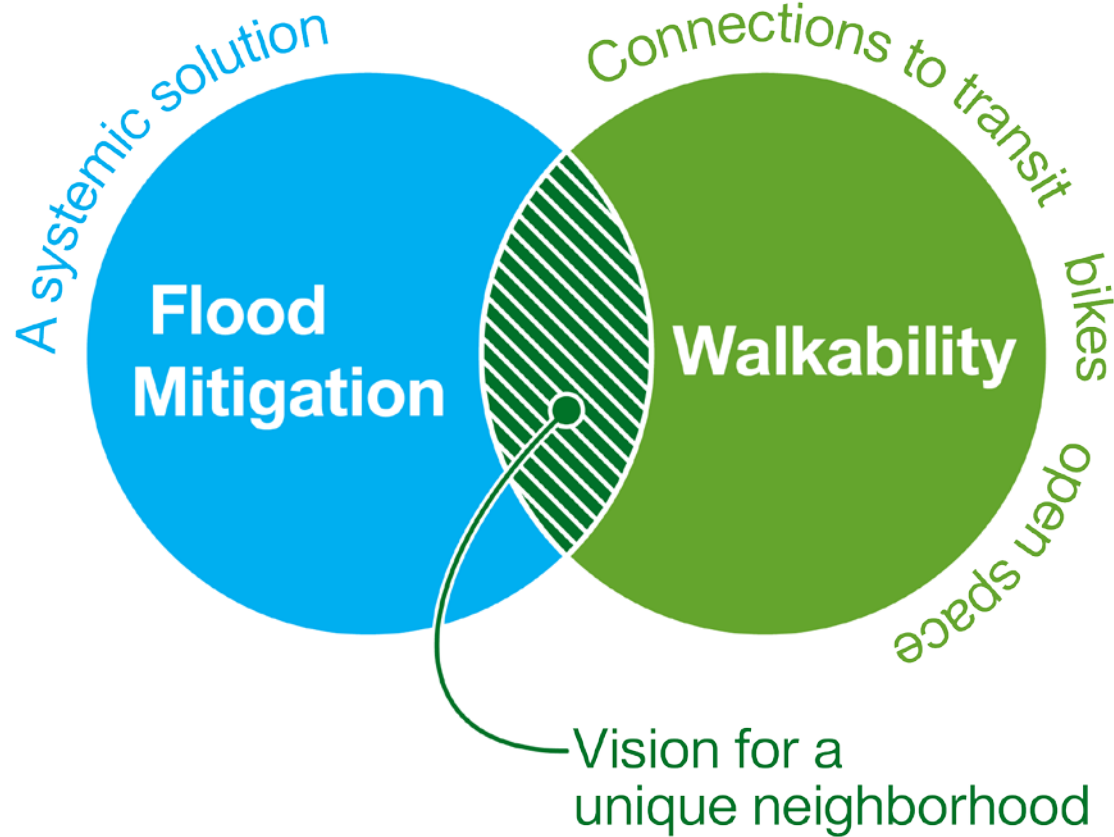 A systemic solution
Connections to transit
bikes
open space
Flood
Mitigation
Walkability
Vision for a
unique neighborhood